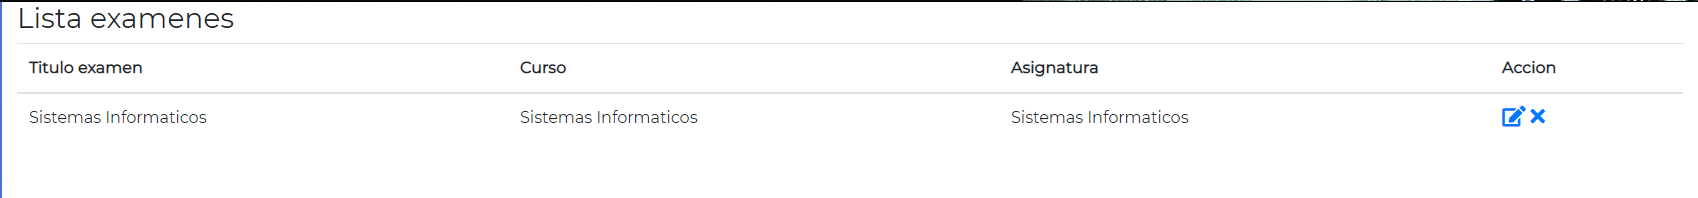 Lista examenes
Titulo examen Curso Asignatura Accion
Sistemas Informaticos Sistemas Informaticos Sistemas Informaticos